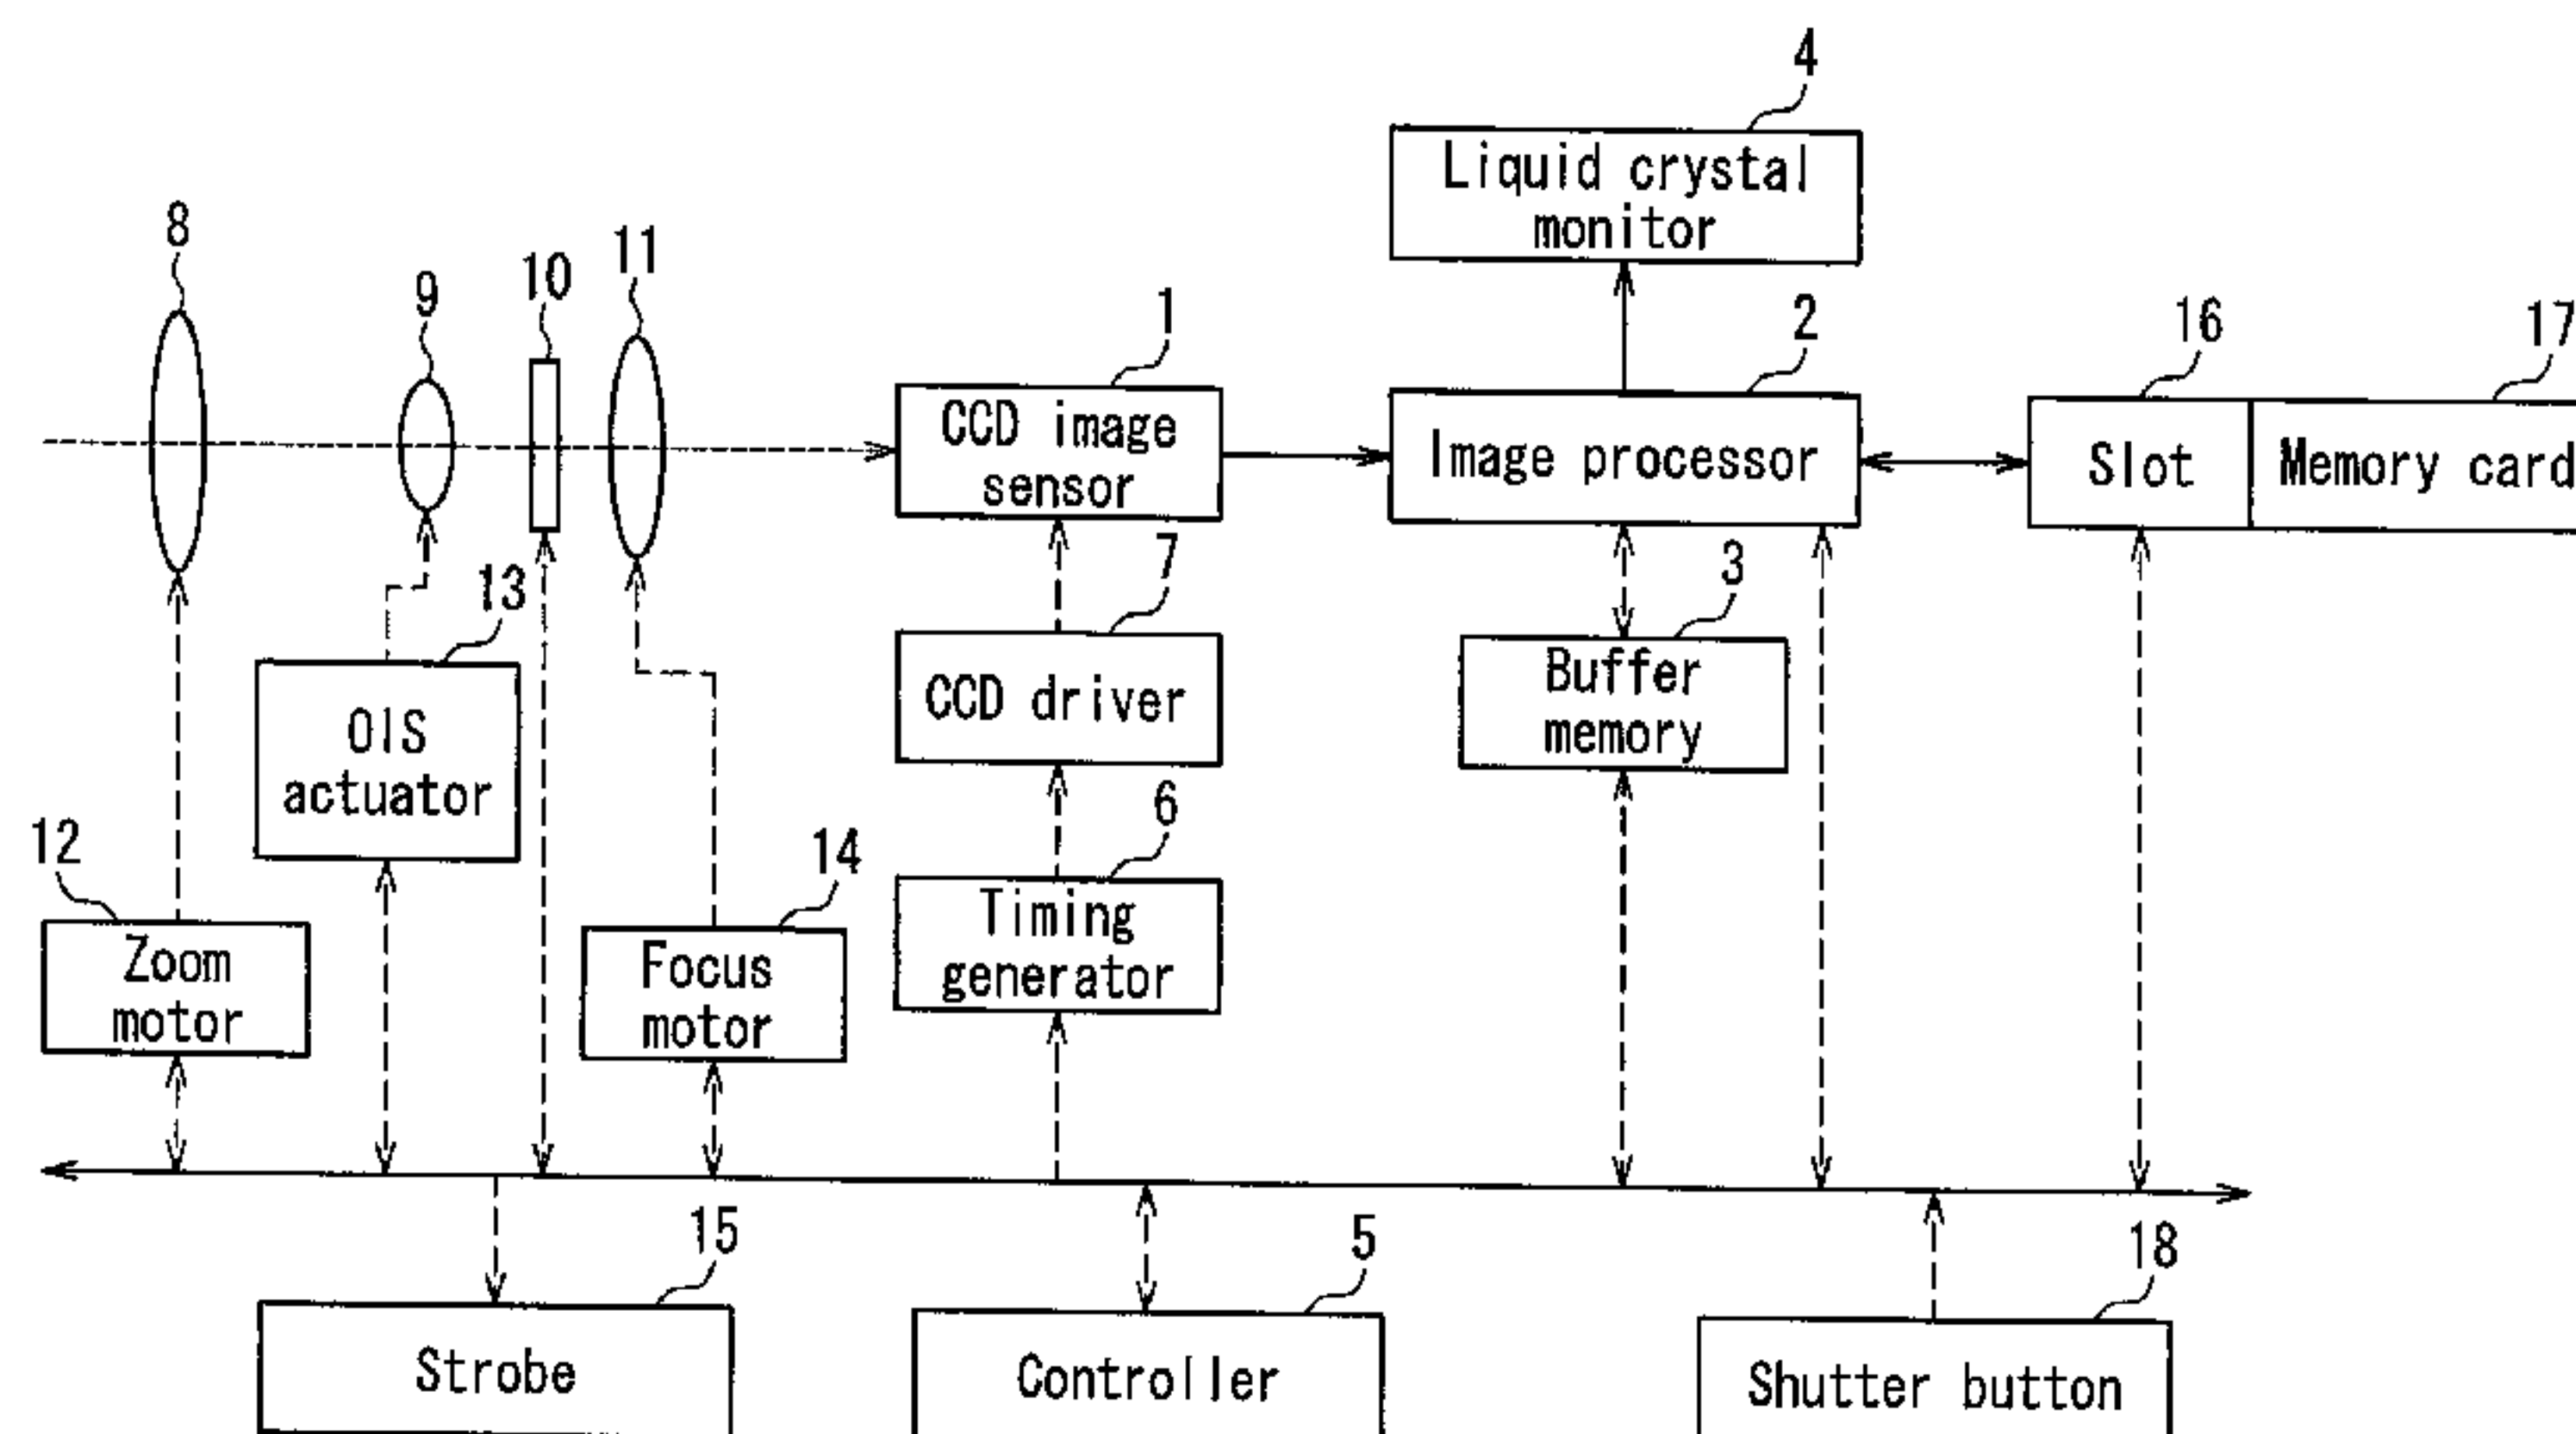 4
Liquid crystal
monitor
8
9
10
11
1
2
16
17
CCD image
sensor
Image processor
Slot
Memory card
13
7
3
OIS
actuator
CCD driver
Buffer
memory
12
14
6
Zoom
motor
Focus
motor
Timing
generator
15
5
18
Strobe
Controller
Shutter button